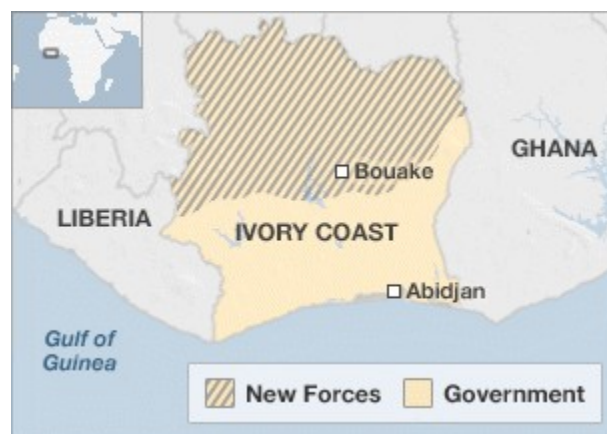 GHANA
Bouake
LIBERIA
IVORY COAST
Abidjan
Gulf of
Guinea
New Forces
Government